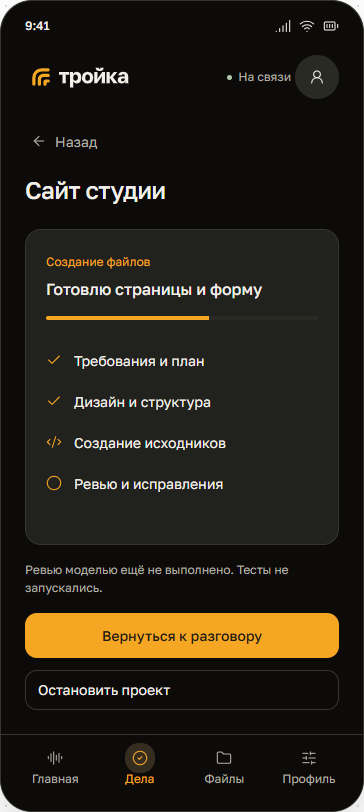 9:41
тройка
На связи
Назад
Сайт студии
Создание файлов
Готовлю страницы и форму
Требования и план
Дизайн и структура
Создание исходников
Ревью и исправления
Ревью моделью ещё не выполнено. Тесты не
запускались.
Вернуться к разговору
Остановить проект
Главная
Дела
Файлы
Профиль